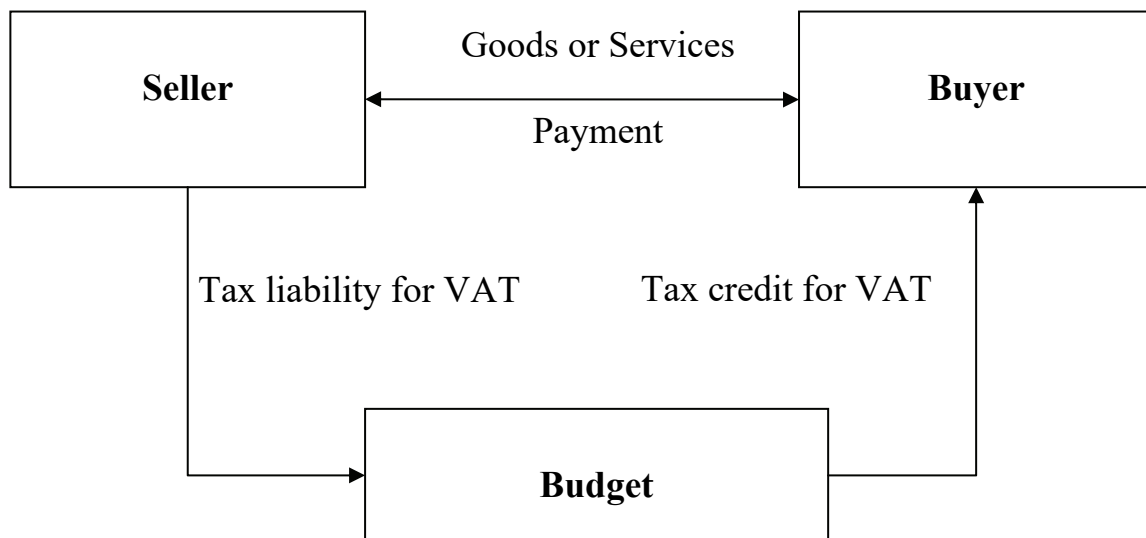 Goods or Services
Seller
Buyer
Payment
Tax liability for VAT
Tax credit for VAT
Budget